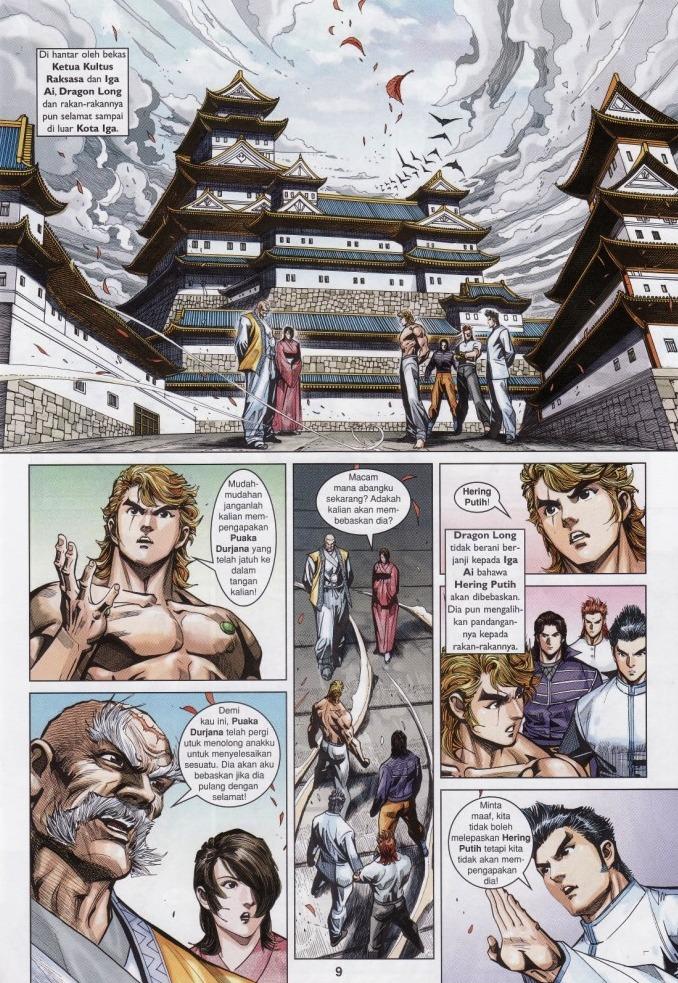 Di hantar oleh bekas
Ketua Kultus
Raksasa dan Iga
Ai, Dragon Long
dan rakan-rakannya
pun selamat sampai
di luar Kota Iga.
Mudah-
mudahan
janganlah
kalian mem-
pengapakan
Puaka
Durjana yang
telah jatuh ke
dalam
tangan
kalian!
Demi
kau ini, Puaka
Durjana telah pergi
utuk menolong anakku
untuk menyelesaikan
sesuatu. Dia akan aku
bebaskan jika dia
pulang dengan
selamat!
Macam
mana abangku
sekarang? Adakah
kalian akan mem-
bebaskan dia?
Hering
Putih!
Dragon Long
tidak berani ber-
janji kepada Iga
Ai bahawa
Hering Putih
akan dibebaskan.
Dia pun mengalih-
kan pandangan-
nya kepada
rakan-rakannya.
Minta
maaf, kita
tidak boleh
melepaskan Hering
Putih tetapi kita
tidak akan mem-
pengapakan
dia!
9